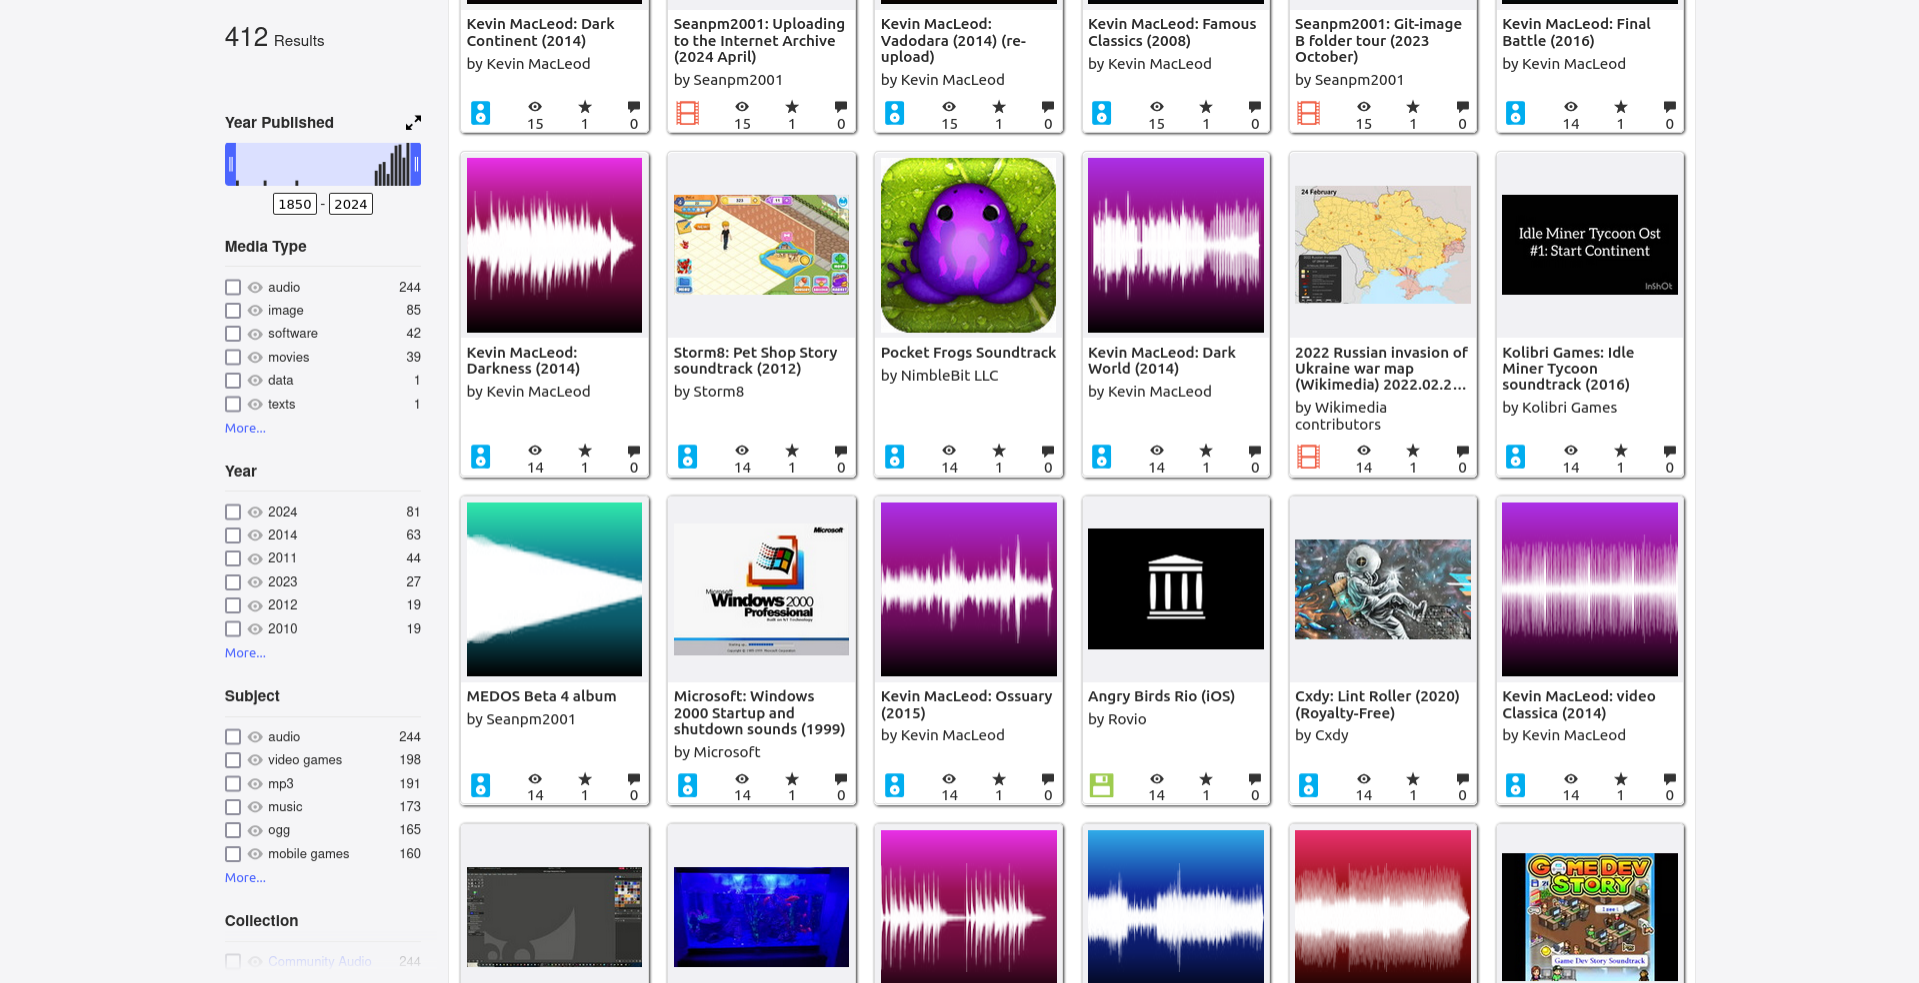 412 Results
Year Published
1850 - 2024
Media Type
audio 244
image 85
software 42
movies 39
data 1
texts 1
More...
Year
2024 81
2014 63
2011 44
2023 27
2012 19
2010 19
More...
Subject
audio 244
video games 198
mp3 191
music 173
ogg 165
mobile games 160
More...
Collection
Community Audio 244
Kevin MacLeod: Dark
Continent (2014)
by Kevin MacLeod
15 1 0
Seanpm2001: Uploading
to the Internet Archive
(2024 April)
by Seanpm2001
15 1 0
Kevin MacLeod:
Vadodara (2014) (re-
upload)
by Kevin MacLeod
15 1 0
Kevin MacLeod: Famous
Classics (2008)
by Kevin MacLeod
15 1 0
Seanpm2001: Git-image
B folder tour (2023
October)
by Seanpm2001
15 1 0
Kevin MacLeod: Final
Battle (2016)
by Kevin MacLeod
14 1 0
Kevin MacLeod:
Darkness (2014)
by Kevin MacLeod
14 1 0
Storm8: Pet Shop Story
soundtrack (2012)
by Storm8
14 1 0
Pocket Frogs Soundtrack
by NimbleBit LLC
14 1 0
Kevin MacLeod: Dark
World (2014)
by Kevin MacLeod
14 1 0
24 February
2022 Russian invasion of
Ukraine war map
(Wikimedia) 2022.02.2...
by Wikimedia
contributors
14 1 0
Idle Miner Tycoon Ost
#1: Start Continent
InShOt
Kolibri Games: Idle
Miner Tycoon
soundtrack (2016)
by Kolibri Games
14 1 0
MEDOS Beta 4 album
by Seanpm2001
14 1 0
Microsoft
Microsoft
Windows 2000
Professional
Built on NT Technology
Microsoft: Windows
2000 Startup and
shutdown sounds (1999)
by Microsoft
14 1 0
Kevin MacLeod: Ossuary
(2015)
by Kevin MacLeod
14 1 0
Angry Birds Rio (iOS)
by Rovio
14 1 0
Cxdy: Lint Roller (2020)
(Royalty-Free)
by Cxdy
14 1 0
Kevin MacLeod: video
Classica (2014)
by Kevin MacLeod
14 1 0
GAME DEV
STORY
Game Dev Story Soundtrack